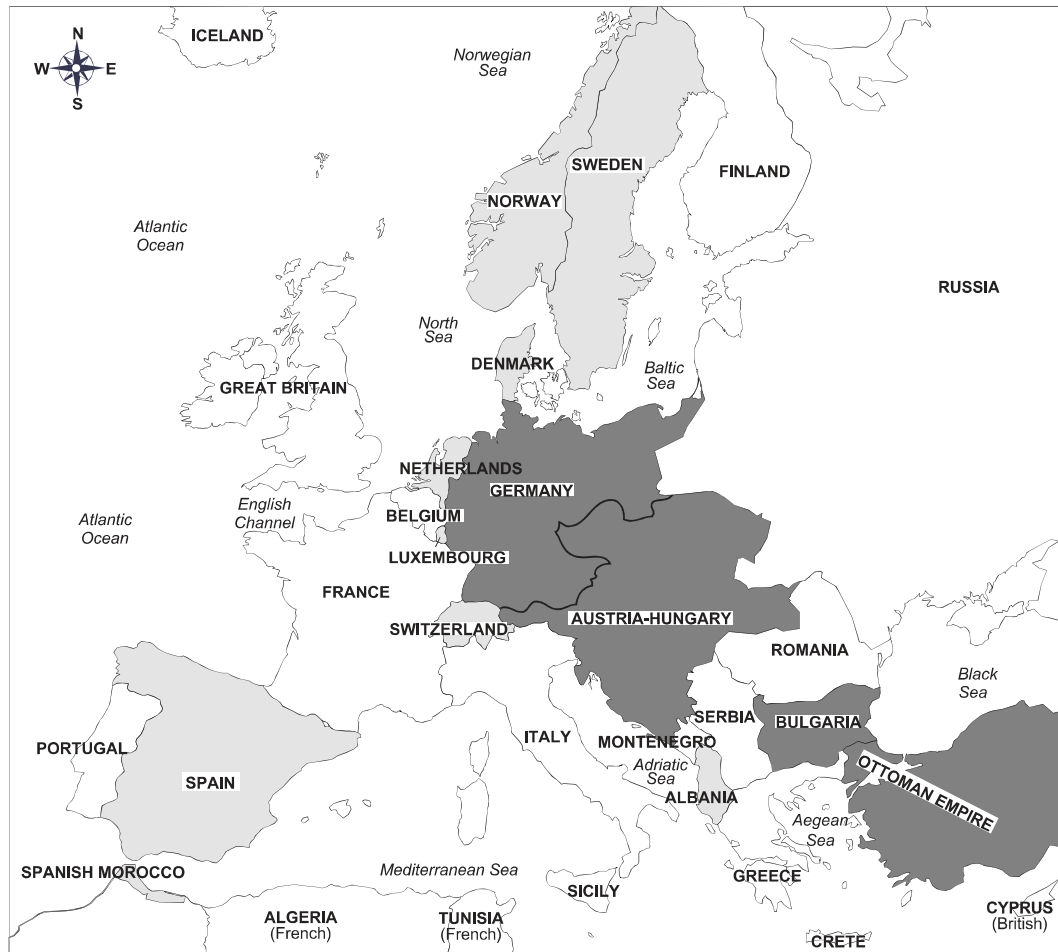 ICELAND
N
W E
S
Norwegian
Sea
SWEDEN
FINLAND
NORWAY
Atlantic
Ocean
RUSSIA
North
Sea
DENMARK
Baltic
Sea
GREAT BRITAIN
NETHERLANDS
GERMANY
English
Channel
BELGIUM
Atlantic
Ocean
LUXEMBOURG
FRANCE
SWITZERLAND
AUSTRIA-HUNGARY
ROMANIA
Black
Sea
SERBIA
BULGARIA
ITALY
MONTENEGRO
PORTUGAL
Adriatic
Sea
OTTOMAN EMPIRE
SPAIN
ALBANIA
Aegean
Sea
SPANISH MOROCCO
Mediterranean Sea
SICILY
GREECE
ALGERIA
(French)
TUNISIA
(French)
CYPRUS
(British)
CRETE